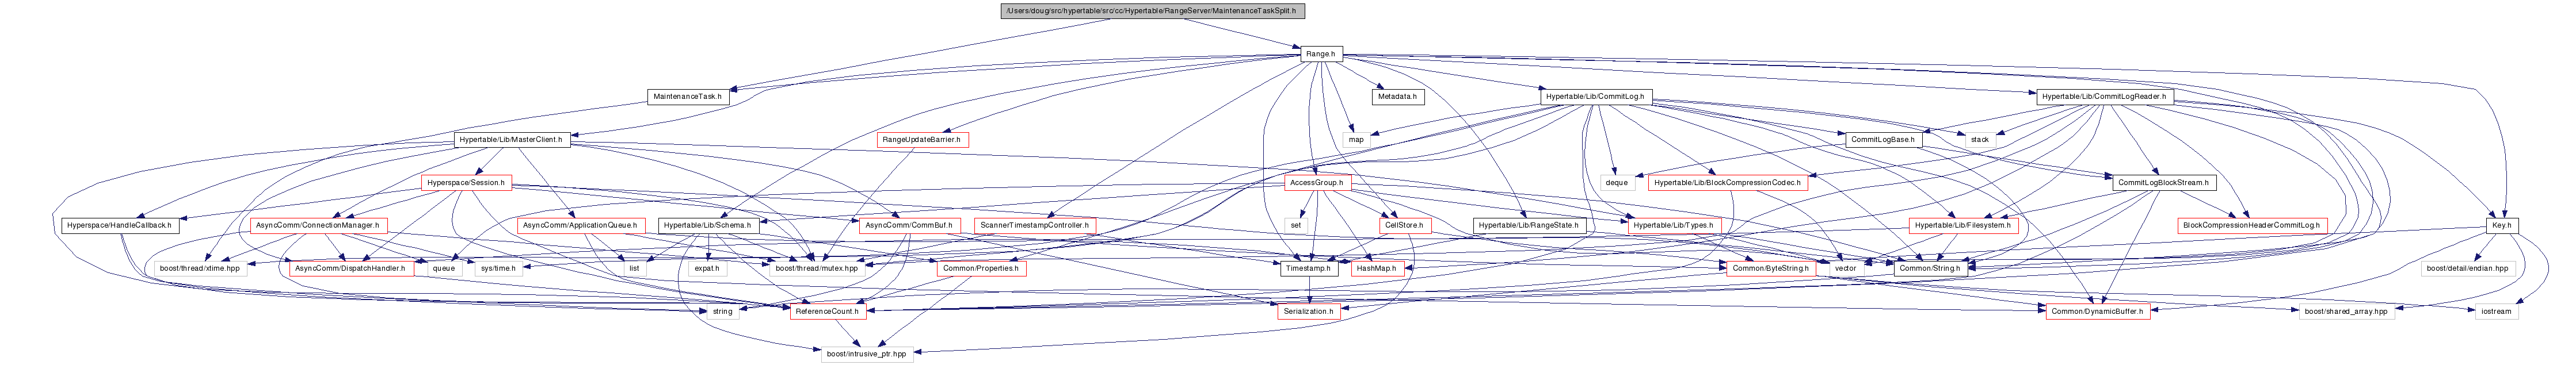 /Users/doug/src/hypertable/src/cc/Hypertable/RangeServer/MaintenanceTaskSplit.h
Range.h
MaintenanceTask.h
Metadata.h
Hypertable/Lib/CommitLog.h
Hypertable/Lib/CommitLogReader.h
Hypertable/Lib/MasterClient.h
RangeUpdateBarrier.h
map
CommitLogBase.h
stack
Hyperspace/Session.h
AccessGroup.h
deque
Hypertable/Lib/BlockCompressionCodec.h
CommitLogBlockStream.h
Hyperspace/HandleCallback.h
AsyncComm/ConnectionManager.h
AsyncComm/ApplicationQueue.h
Hypertable/Lib/Schema.h
AsyncComm/CommBuf.h
ScannerTimestampController.h
set
CellStore.h
Hypertable/Lib/RangeState.h
Hypertable/Lib/Types.h
Hypertable/Lib/Filesystem.h
BlockCompressionHeaderCommitLog.h
Key.h
boost/thread/xtime.hpp
AsyncComm/DispatchHandler.h
queue
sys/time.h
list
expat.h
boost/thread/mutex.hpp
Common/Properties.h
Timestamp.h
HashMap.h
Common/ByteString.h
vector
Common/String.h
boost/detail/endian.hpp
string
ReferenceCount.h
Serialization.h
Common/DynamicBuffer.h
boost/shared_array.hpp
iostream
boost/intrusive_ptr.hpp